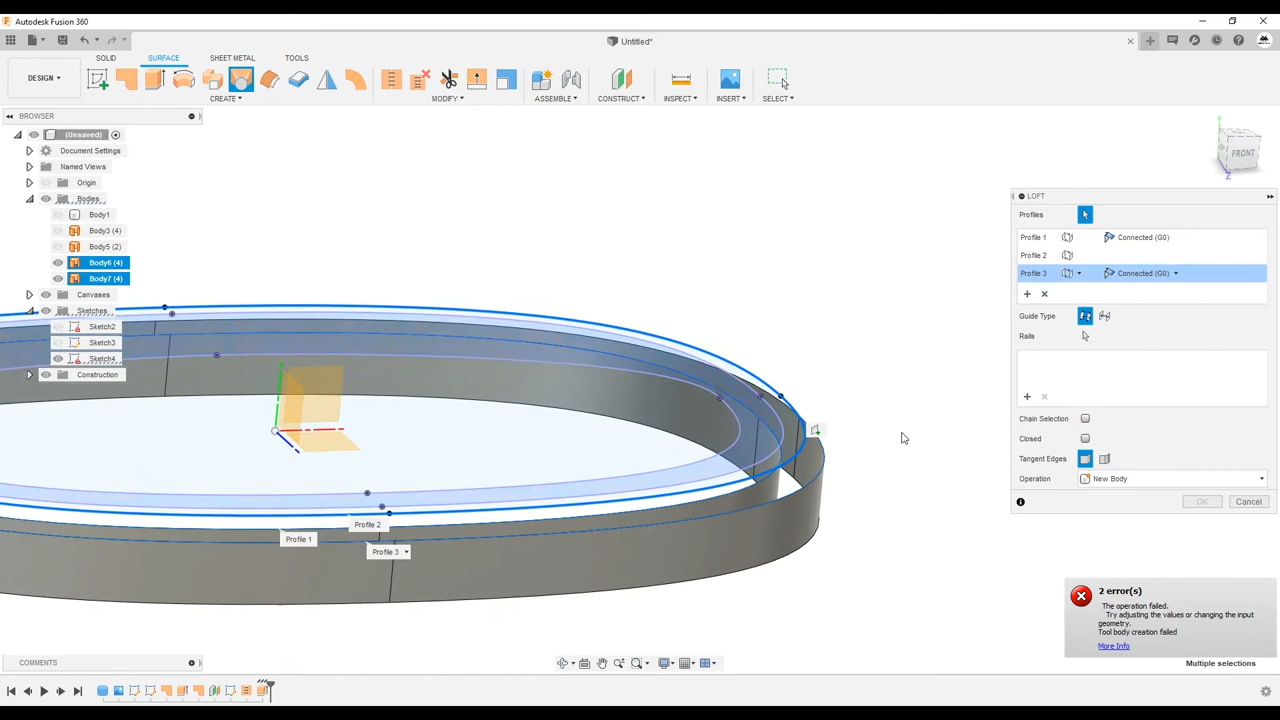 Autodesk Fusion 360
Untitled*
SOLID SURFACE SHEET METAL TOOLS
DESIGN
CREATE MODIFY ASSEMBLE CONSTRUCT INSPECT INSERT SELECT
BROWSER
(Unsaved)
Document Settings
Named Views
Origin
Bodies
Body1
Body3 (4)
Body5 (2)
Body6 (4)
Body7 (4)
Canvases
Sketches
Sketch2
Sketch3
Sketch4
Construction
Y
FRONT
Z
LOFT
Profiles
Profile 1 Connected (G0)
Profile 2
Profile 3 Connected (G0)
Guide Type
Rails
Chain Selection
Closed
Tangent Edges
Operation New Body
OK Cancel
Profile 2
Profile 1
Profile 3
2 error(s)
The operation failed.
Try adjusting the values or changing the input
geometry.
Tool body creation failed
More Info
Multiple selections
COMMENTS